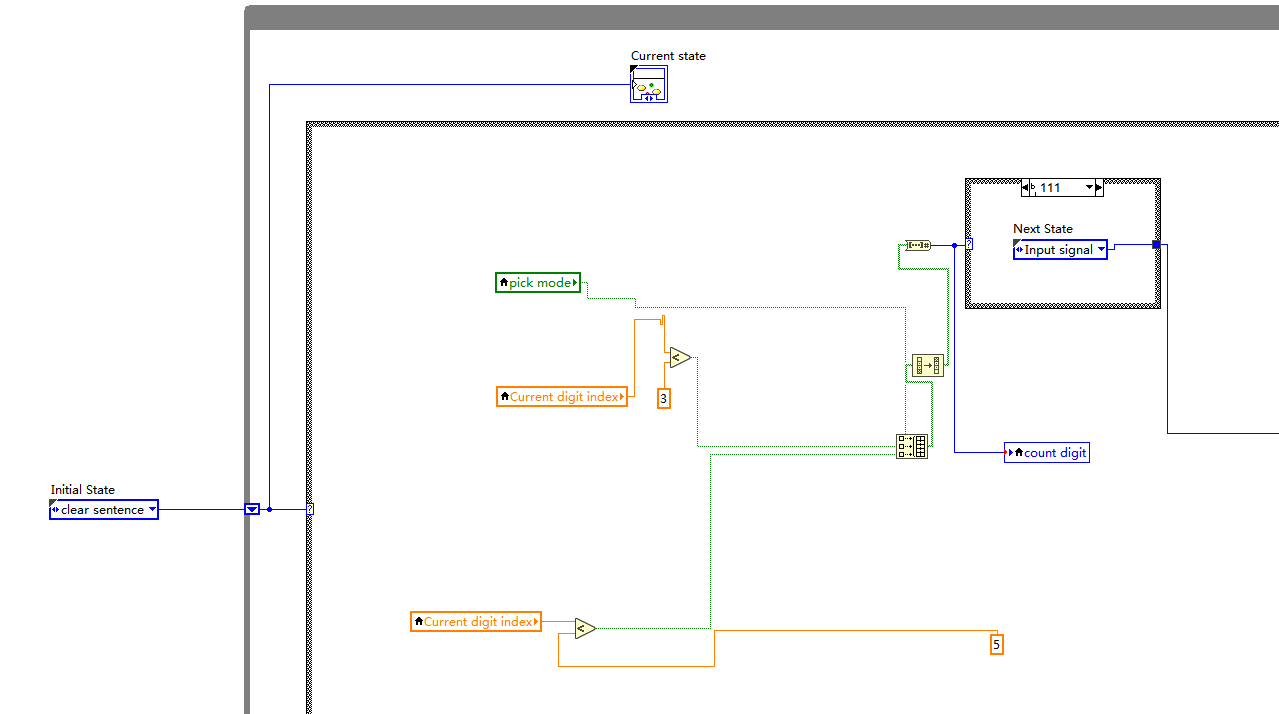 Current state
111
Next State
Input signal
pick mode
Current digit index
3
count digit
Initial State
clear sentence
Current digit index
5